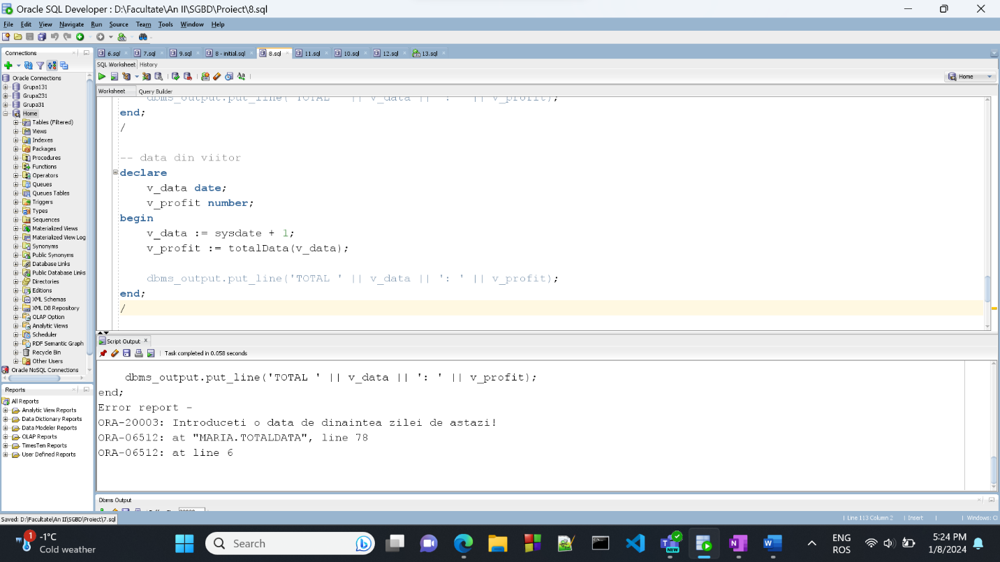 Oracle SQL Developer : D:\Facultate\An II\SGBD\Proiect\8.sql
File Edit View Navigate Run Source Team Tools Window Help
Connections
Oracle Connections
Grupa131
Grupa231
Grupa31
Home
Tables (Filtered)
Views
Indexes
Packages
Procedures
Functions
Operators
Queues
Queues Tables
Triggers
Types
Sequences
Materialized Views
Materialized View Log
Synonyms
Public Synonyms
Database Links
Public Database Links
Directories
Editions
XML Schemas
XML DB Repository
OLAP Option
Analytic Views
Scheduler
RDF Semantic Graph
Recycle Bin
Other Users
Oracle NoSQL Connections
Reports
All Reports
Analytic View Reports
Data Dictionary Reports
Data Modeler Reports
OLAP Reports
TimesTen Reports
User Defined Reports
6.sql 7.sql 9.sql 8 - initial.sql 8.sql 11.sql 10.sql 12.sql 13.sql
SQL Worksheet History
Home
Worksheet Query Builder
dbms_output.put_line('TOTAL ' || v_data || ': ' || v_profit);
end;
/
-- data din viitor
declare
v_data date;
v_profit number;
begin
v_data := sysdate + 1;
v_profit := totalData(v_data);
dbms_output.put_line('TOTAL ' || v_data || ': ' || v_profit);
end;
/
Script Output
Task completed in 0.058 seconds
dbms_output.put_line('TOTAL ' || v_data || ': ' || v_profit);
end;
Error report -
ORA-20003: Introduceti o data de dinaintea zilei de astazi!
ORA-06512: at "MARIA.TOTALDATA", line 78
ORA-06512: at line 6
Dbms Output
Saved: D:\Facultate\An II\SGBD\Proiect\7.sql
Line 113 Column 2 Insert Windows: Cl
1
-1°C
Cold weather
Search
NEW
ENG
ROS
5:24 PM
1/8/2024